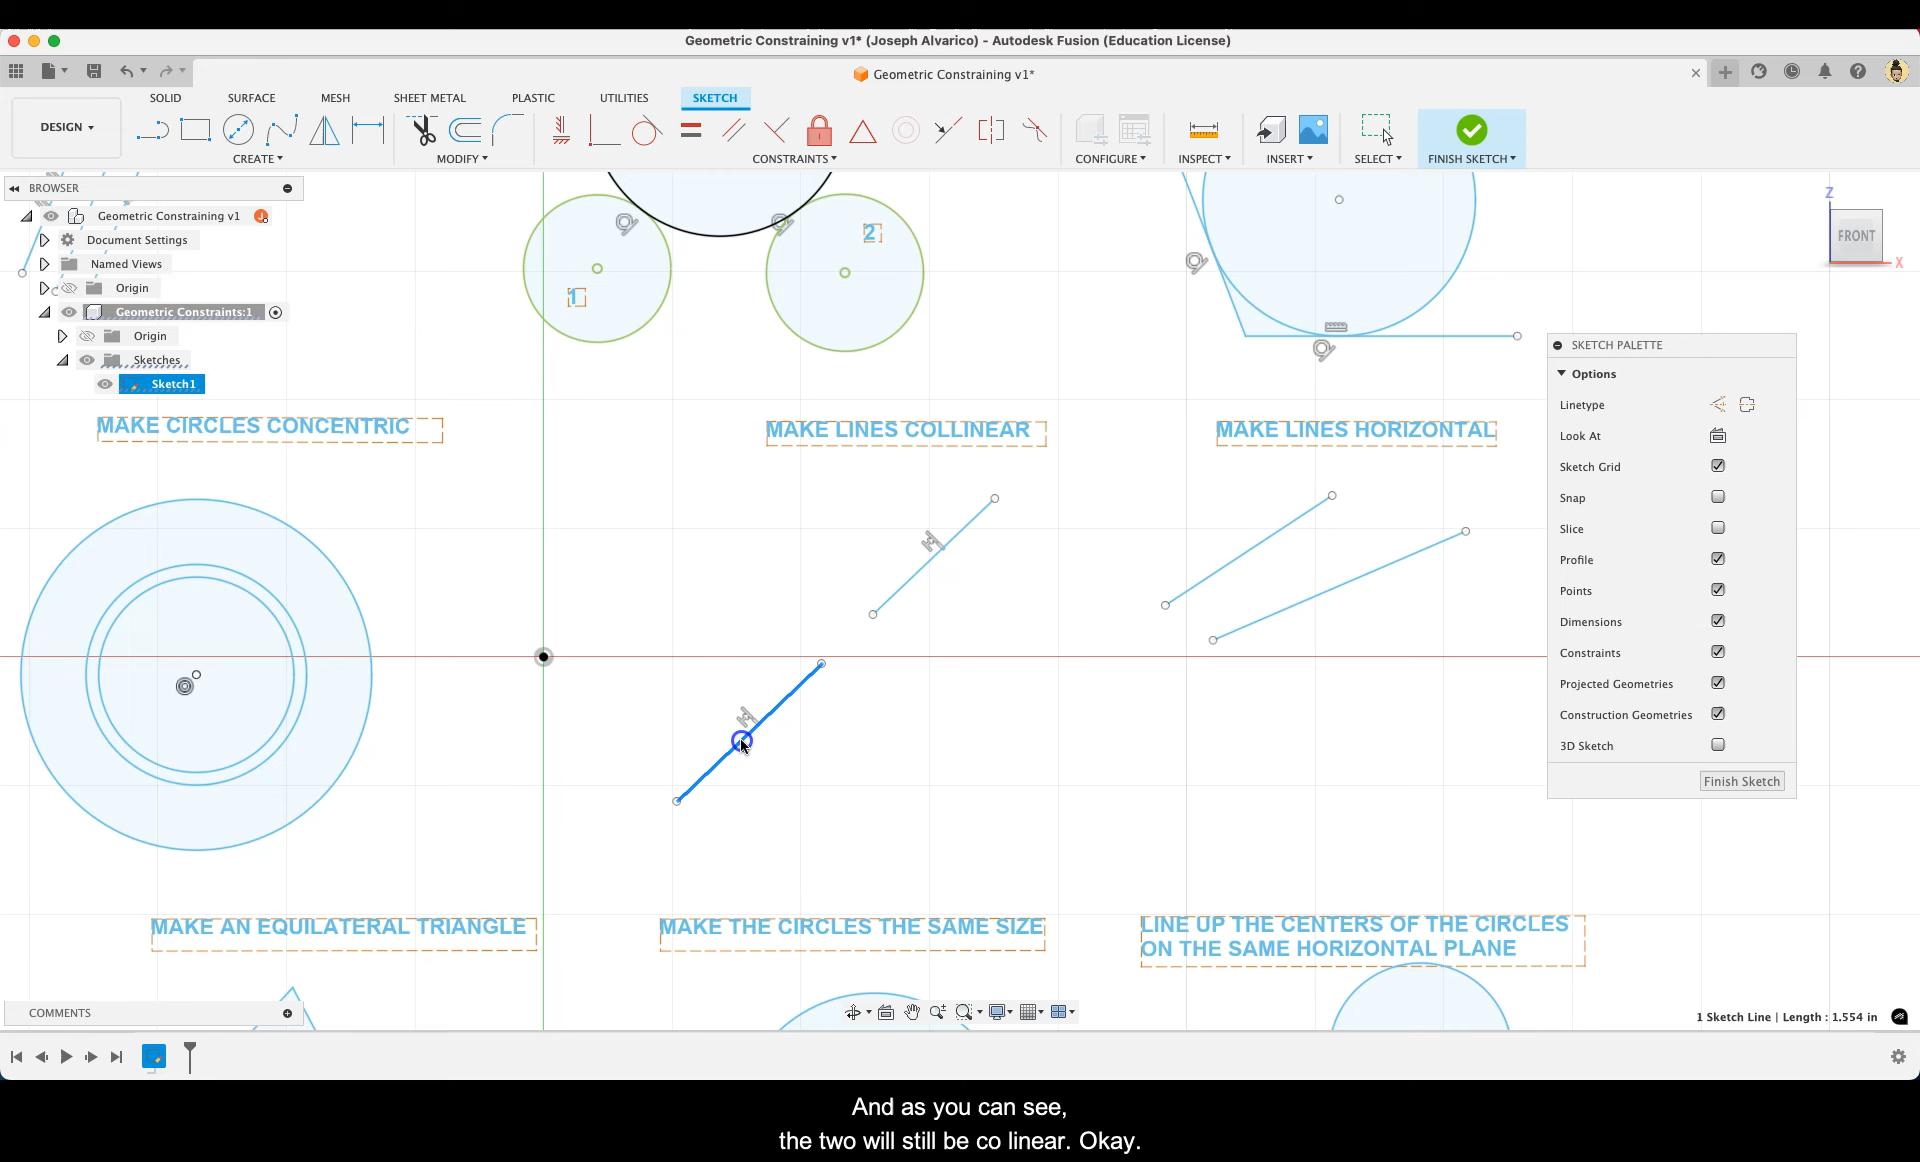 Geometric Constraining v1* (Joseph Alvarico) - Autodesk Fusion (Education License)
Geometric Constraining v1*
SOLID SURFACE MESH SHEET METAL PLASTIC UTILITIES SKETCH
DESIGN
CREATE MODIFY CONSTRAINTS CONFIGURE INSPECT INSERT SELECT FINISH SKETCH
BROWSER
Geometric Constraining v1
Document Settings
Named Views
Origin
Geometric Constraints:1
Origin
Sketches
Sketch1
1
2
Z
FRONT
X
MAKE CIRCLES CONCENTRIC
MAKE LINES COLLINEAR
MAKE LINES HORIZONTAL
SKETCH PALETTE
Options
Linetype
Look At
Sketch Grid
Snap
Slice
Profile
Points
Dimensions
Constraints
Projected Geometries
Construction Geometries
3D Sketch
Finish Sketch
MAKE AN EQUILATERAL TRIANGLE
MAKE THE CIRCLES THE SAME SIZE
LINE UP THE CENTERS OF THE CIRCLES
ON THE SAME HORIZONTAL PLANE
COMMENTS
1 Sketch Line | Length : 1.554 in
And as you can see,
the two will still be co linear. Okay.